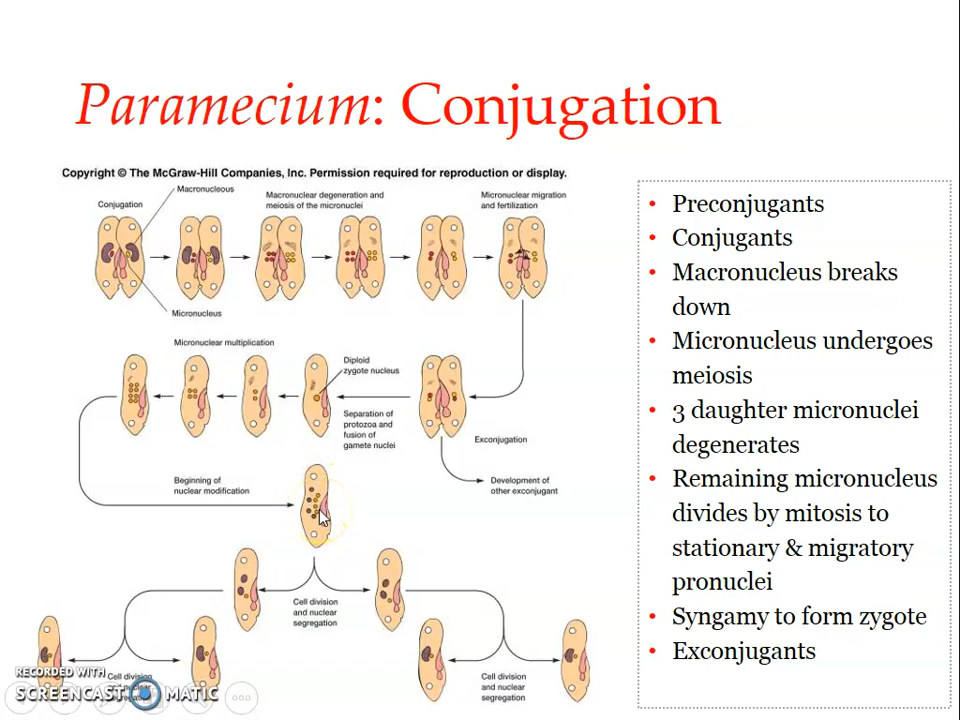 Paramecium: Conjugation
Copyright © The McGraw-Hill Companies, Inc. Permission required for reproduction or display.
Macronucleous
Conjugation
Macronuclear degeneration and
meiosis of the micronuclei
Micronuclear migration
and fertilization
Micronucleus
Micronuclear multiplication
Diploid
zygote nucleus
Separation of
protozoa and
fusion of
gamete nuclei
Exconjugation
Beginning of
nuclear modification
Development of
other exconjugant
Cell division
and nuclear
segregation
Cell division
and nuclear
segregation
Cell division
RECORDED WITH
SCREENCAST MATIC
• Preconjugants
• Conjugants
• Macronucleus breaks
down
• Micronucleus undergoes
meiosis
• 3 daughter micronuclei
degenerates
• Remaining micronucleus
divides by mitosis to
stationary & migratory
pronuclei
• Syngamy to form zygote
• Exconjugants